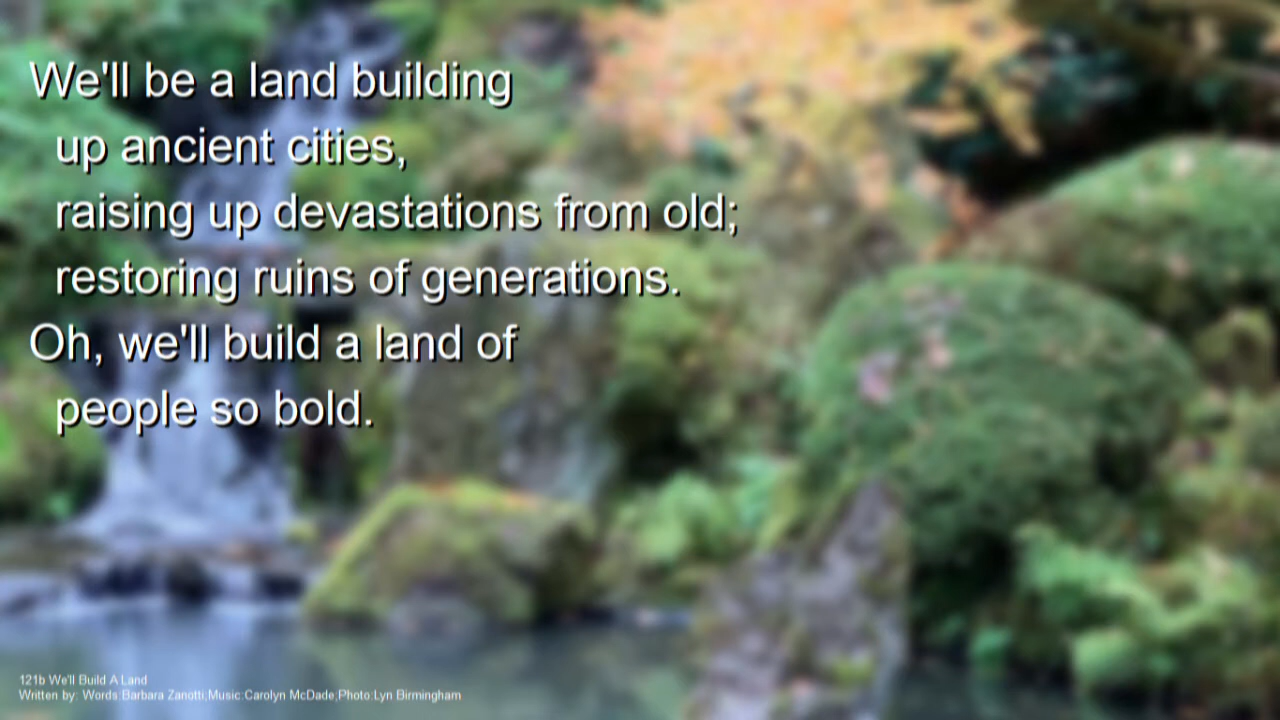 We'll be a land building
up ancient cities,
raising up devastations from old;
restoring ruins of generations.
Oh, we'll build a land of
people so bold.
121b We'll Build A Land
Written by: Words:Barbara Zanotti;Music:Carolyn McDade,Photo:Lyn Birmingham